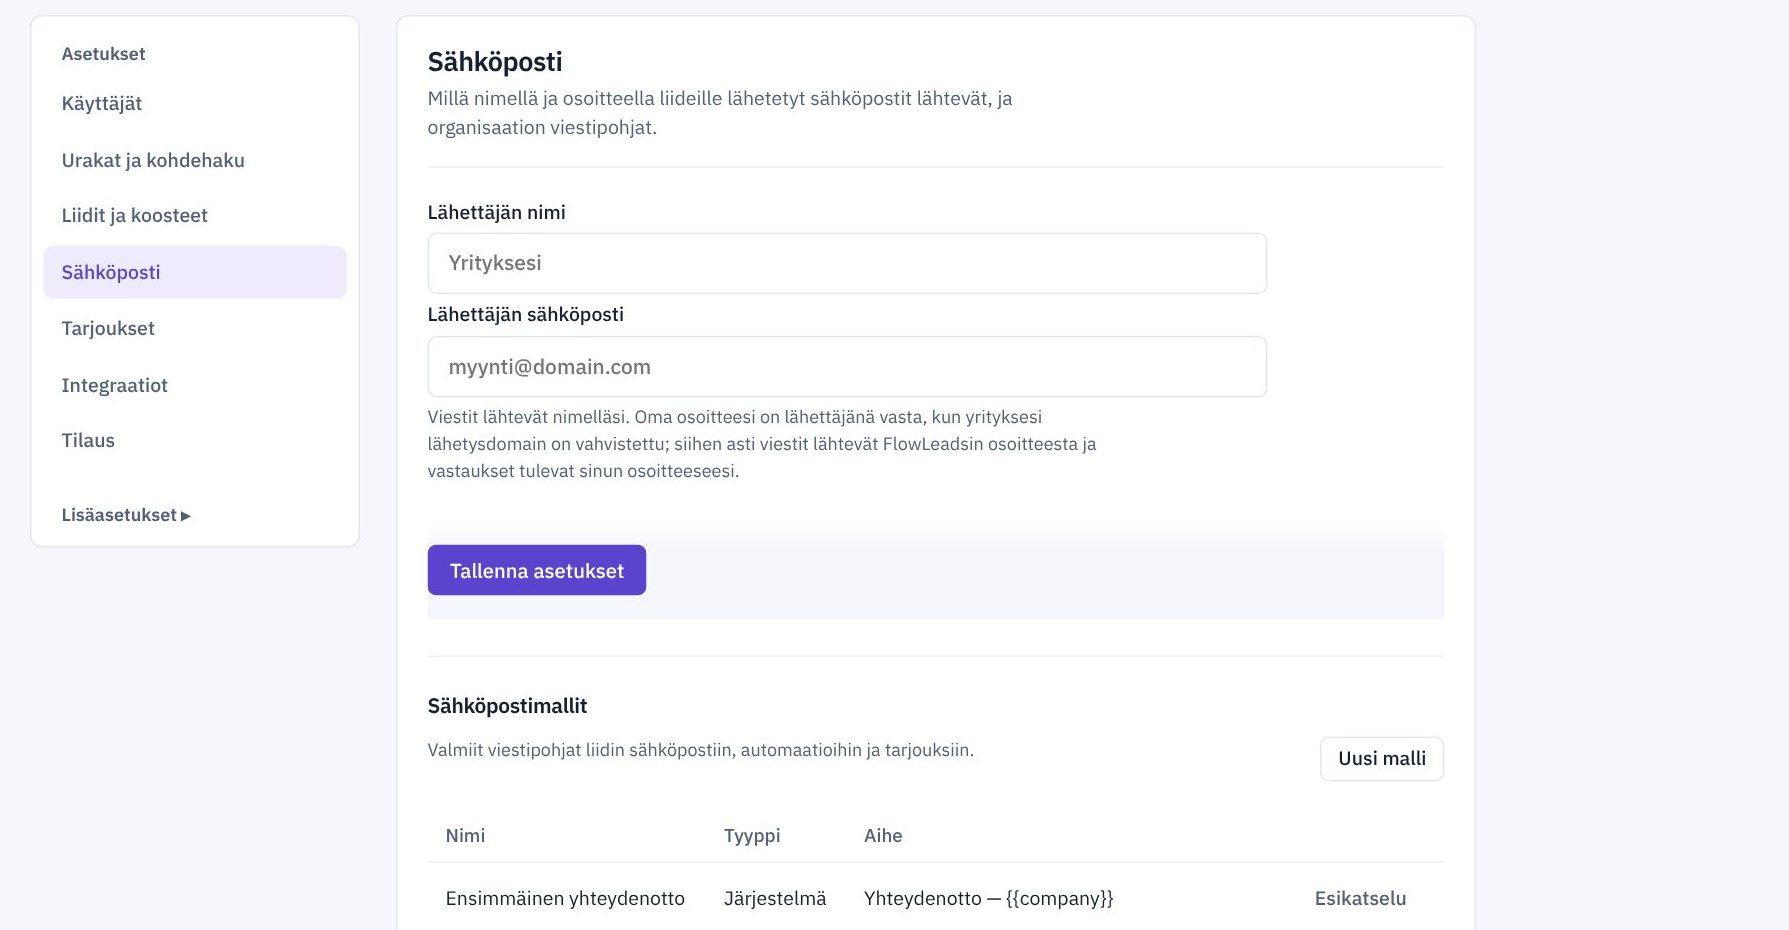 Asetukset
Käyttäjät
Urakat ja kohdehaku
Liidit ja koosteet
Sähköposti
Tarjoukset
Integraatiot
Tilaus
Lisäasetukset ▸
Sähköposti
Millä nimellä ja osoitteella liideille lähetetyt sähköpostit lähtevät, ja
organisaation viestipohjat.
Lähettäjän nimi
Yrityksesi
Lähettäjän sähköposti
myynti@domain.com
Viestit lähtevät nimelläsi. Oma osoitteesi on lähettäjänä vasta, kun yrityksesi
lähetysdomain on vahvistettu; siihen asti viestit lähtevät FlowLeadsin osoitteesta ja
vastaukset tulevat sinun osoitteeseesi.
Tallenna asetukset
Sähköpostimallit
Valmiit viestipohjat liidin sähköpostiin, automaatioihin ja tarjouksiin.
Uusi malli
Nimi Tyyppi Aihe
Ensimmäinen yhteydenotto Järjestelmä Yhteydenotto — {{company}} Esikatselu